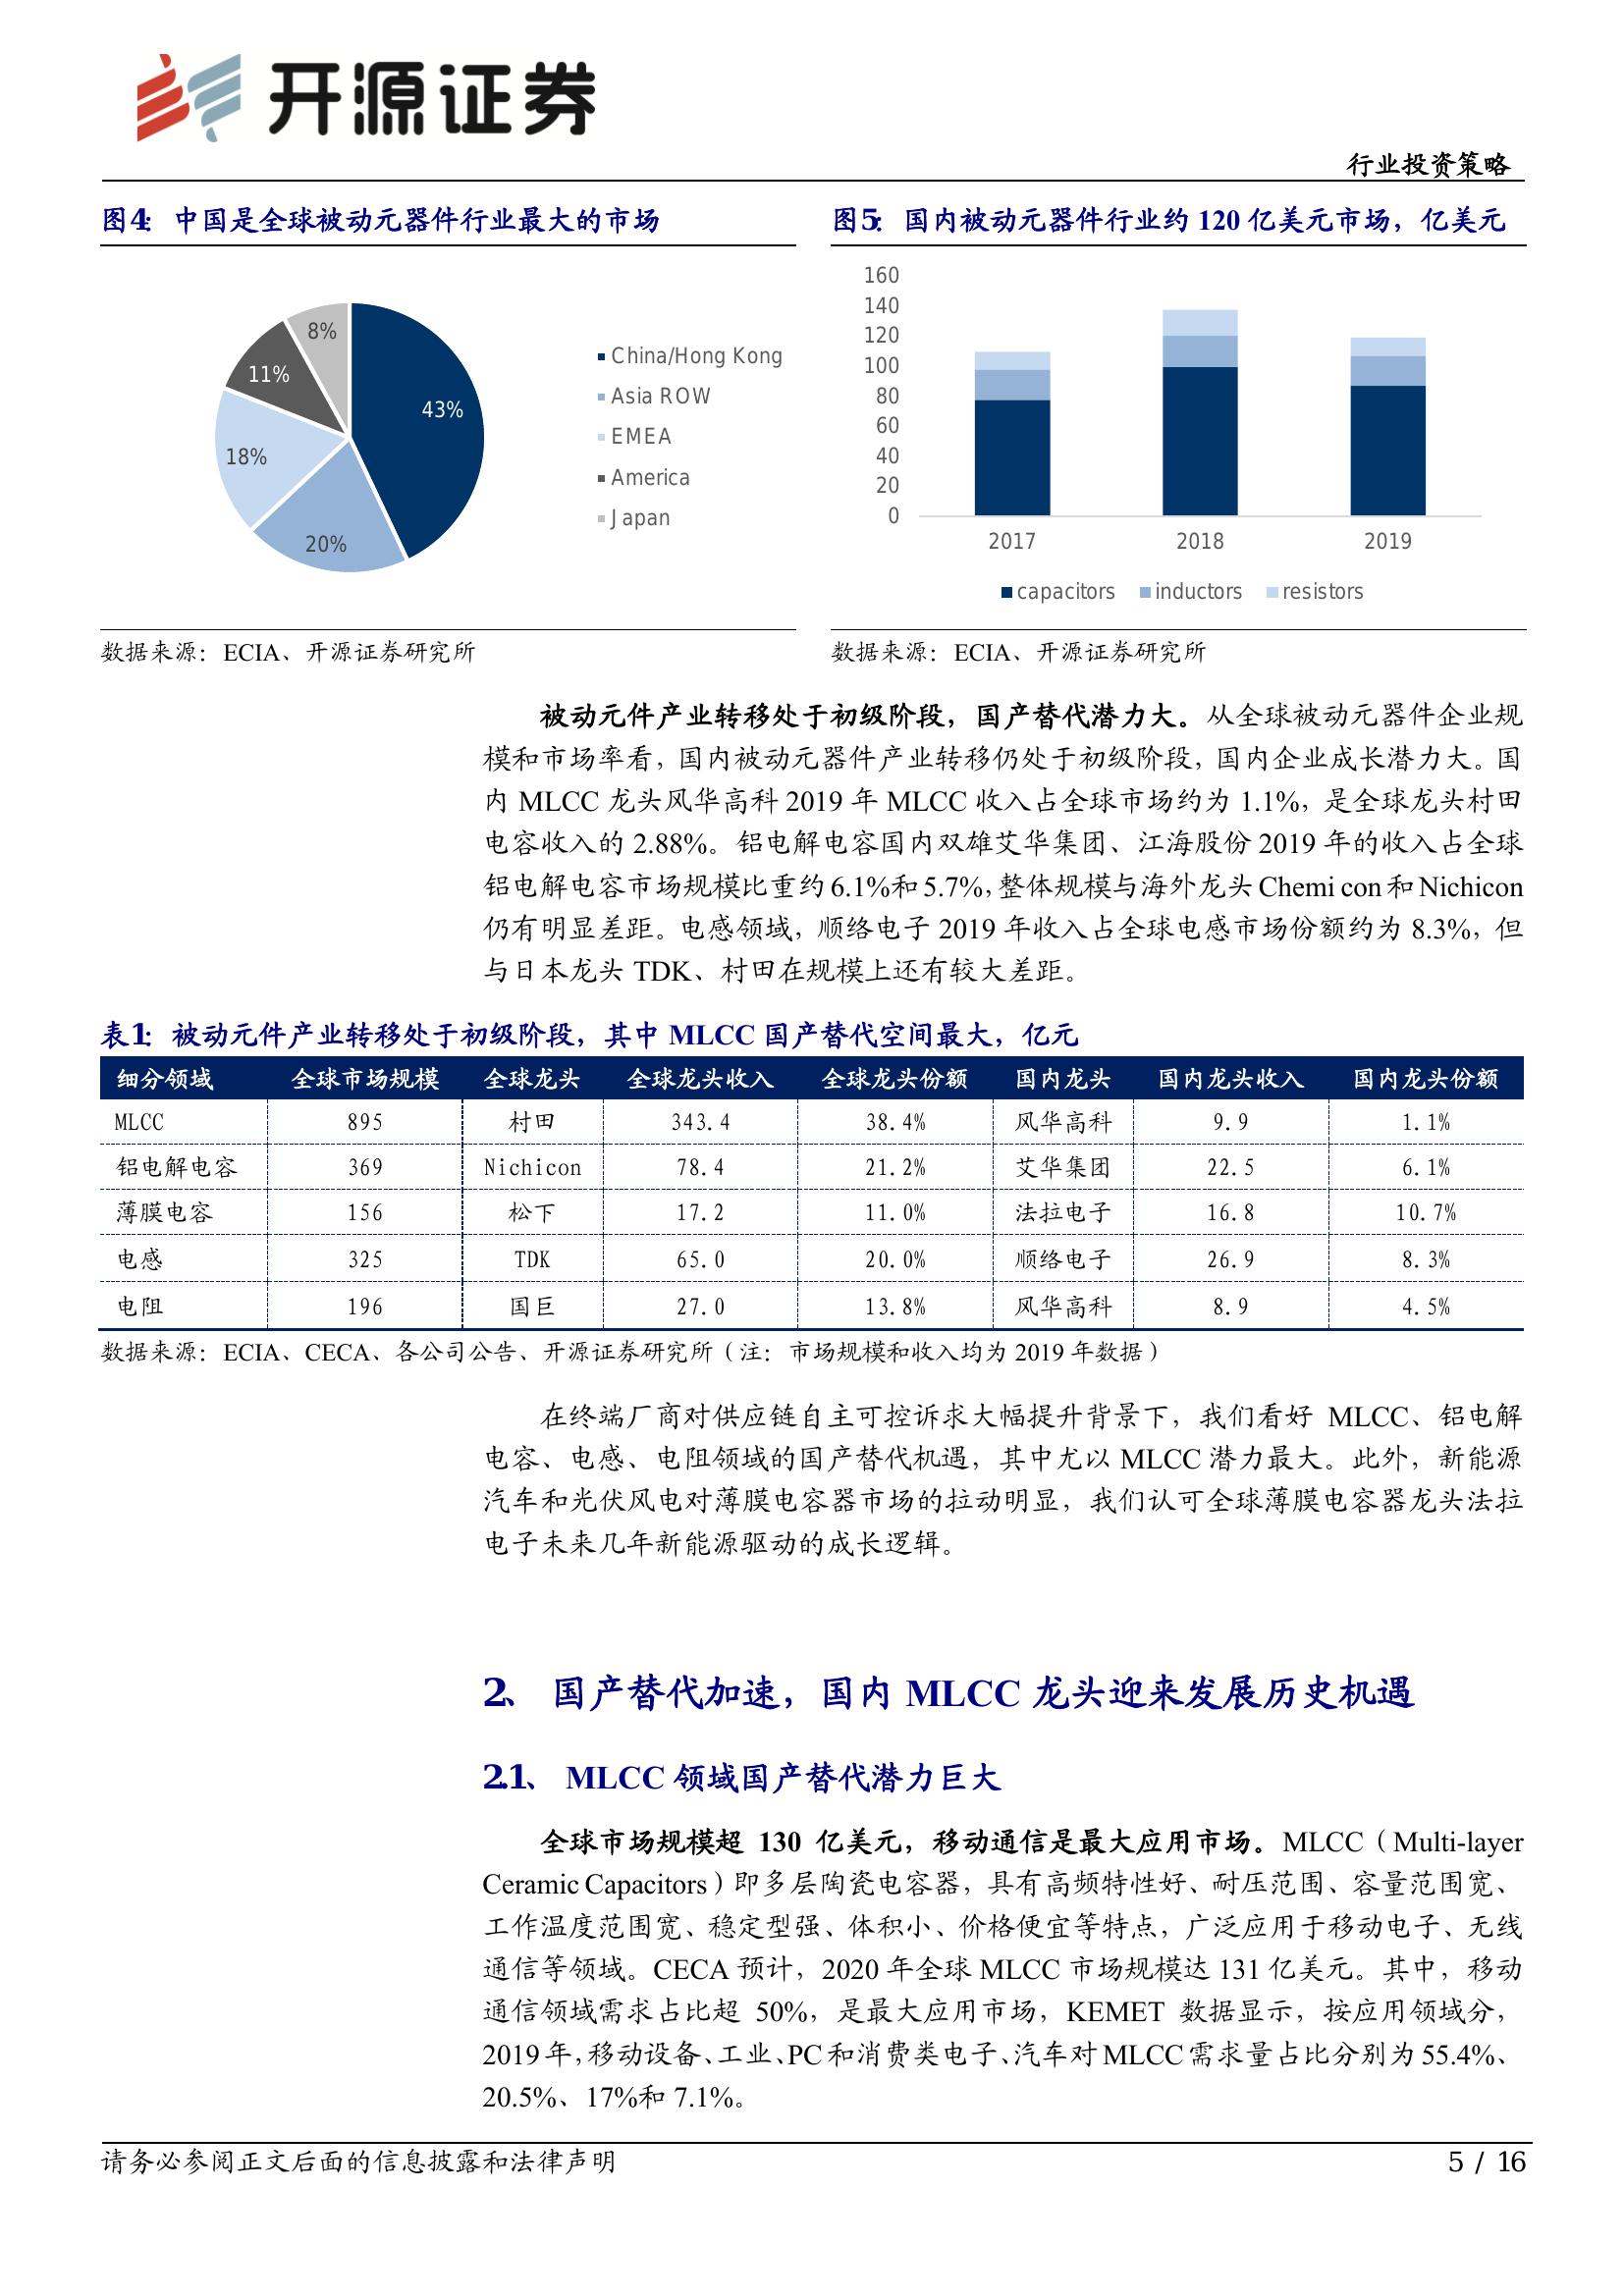 开源证券
行业投资策略
图4： 中国是全球被动元器件行业最大的市场
43%
20%
18%
11%
8%
China/Hong Kong
Asia ROW
EMEA
America
Japan
数据来源：ECIA、开源证券研究所
图5： 国内被动元器件行业约 120 亿美元市场，亿美元
160
140
120
100
80
60
40
20
0
2017 2018 2019
capacitors inductors resistors
数据来源：ECIA、开源证券研究所
被动元件产业转移处于初级阶段，国产替代潜力大。从全球被动元器件企业规
模和市场率看，国内被动元器件产业转移仍处于初级阶段，国内企业成长潜力大。国
内 MLCC 龙头风华高科 2019 年 MLCC 收入占全球市场约为 1.1%，是全球龙头村田
电容收入的 2.88%。铝电解电容国内双雄艾华集团、江海股份 2019 年的收入占全球
铝电解电容市场规模比重约 6.1%和 5.7%，整体规模与海外龙头 Chemi con 和 Nichicon
仍有明显差距。电感领域，顺络电子 2019 年收入占全球电感市场份额约为 8.3%，但
与日本龙头 TDK、村田在规模上还有较大差距。
表1： 被动元件产业转移处于初级阶段，其中 MLCC 国产替代空间最大，亿元
细分领域 全球市场规模 全球龙头 全球龙头收入 全球龙头份额 国内龙头 国内龙头收入 国内龙头份额
MLCC 895 村田 343.4 38.4% 风华高科 9.9 1.1%
铝电解电容 369 Nichicon 78.4 21.2% 艾华集团 22.5 6.1%
薄膜电容 156 松下 17.2 11.0% 法拉电子 16.8 10.7%
电感 325 TDK 65.0 20.0% 顺络电子 26.9 8.3%
电阻 196 国巨 27.0 13.8% 风华高科 8.9 4.5%
数据来源：ECIA、CECA、各公司公告、开源证券研究所（注：市场规模和收入均为 2019 年数据）
在终端厂商对供应链自主可控诉求大幅提升背景下，我们看好 MLCC、铝电解
电容、电感、电阻领域的国产替代机遇，其中尤以 MLCC 潜力最大。此外，新能源
汽车和光伏风电对薄膜电容器市场的拉动明显，我们认可全球薄膜电容器龙头法拉
电子未来几年新能源驱动的成长逻辑。
2、 国产替代加速，国内 MLCC 龙头迎来发展历史机遇
2.1、 MLCC 领域国产替代潜力巨大
全球市场规模超 130 亿美元，移动通信是最大应用市场。MLCC（Multi-layer
Ceramic Capacitors）即多层陶瓷电容器，具有高频特性好、耐压范围、容量范围宽、
工作温度范围宽、稳定型强、体积小、价格便宜等特点，广泛应用于移动电子、无线
通信等领域。CECA 预计，2020 年全球 MLCC 市场规模达 131 亿美元。其中，移动
通信领域需求占比超 50%，是最大应用市场，KEMET 数据显示，按应用领域分，
2019 年，移动设备、工业、PC 和消费类电子、汽车对 MLCC 需求量占比分别为 55.4%、
20.5%、17%和 7.1%。
请务必参阅正文后面的信息披露和法律声明
5 / 16